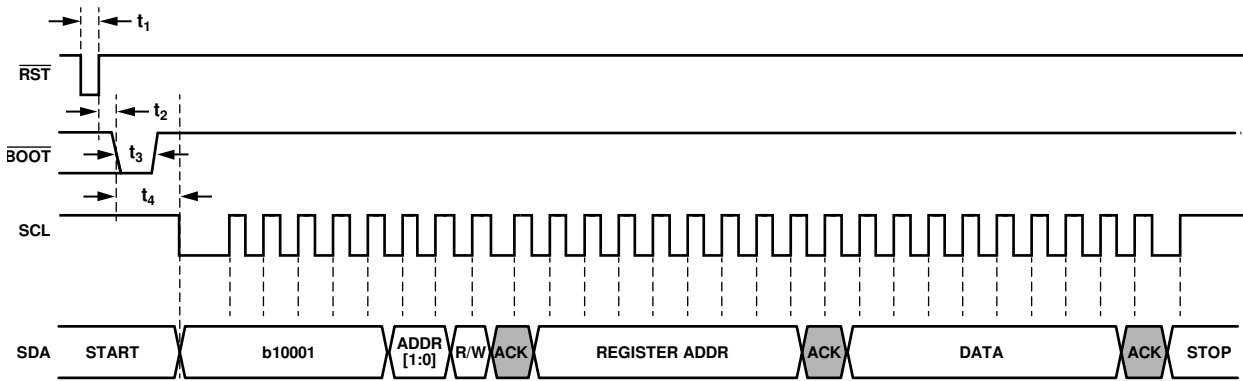 t1
RST
t2
BOOT
t3
t4
SCL
SDA START b10001 ADDR [1:0] R/W ACK REGISTER ADDR ACK DATA ACK STOP